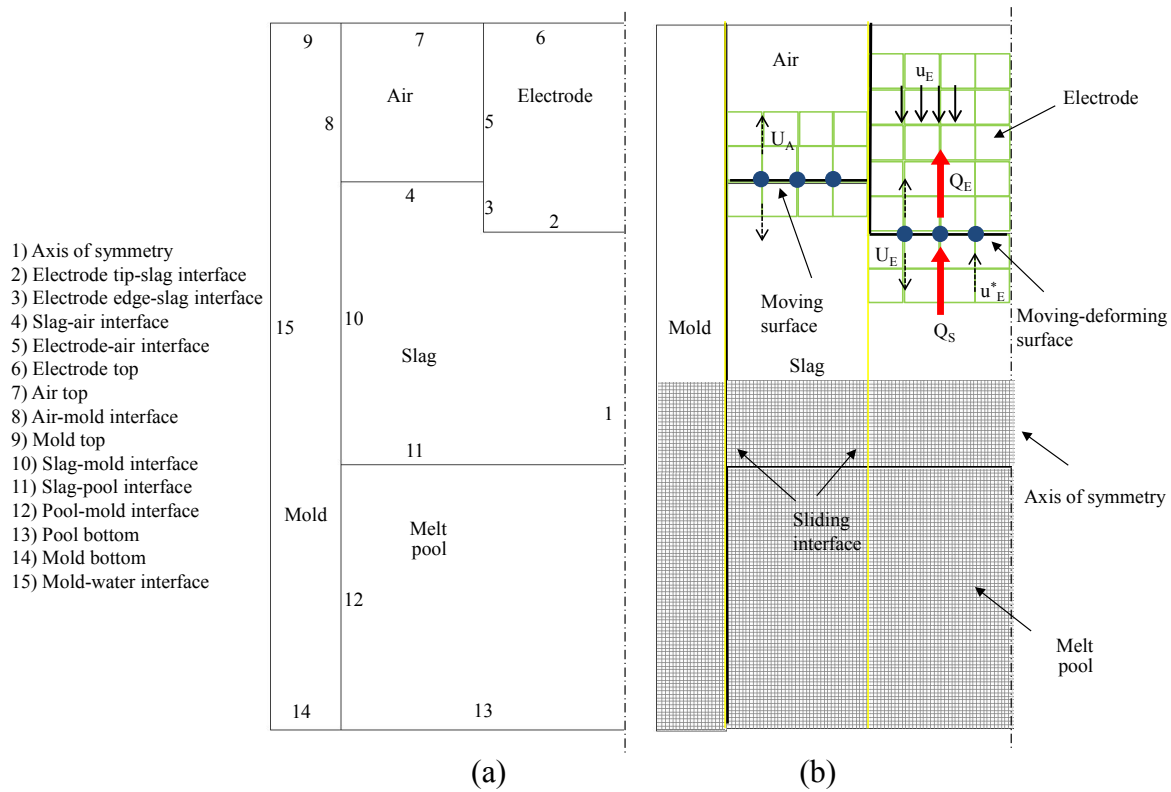 1) Axis of symmetry
2) Electrode tip-slag interface
3) Electrode edge-slag interface
4) Slag-air interface
5) Electrode-air interface
6) Electrode top
7) Air top
8) Air-mold interface
9) Mold top
10) Slag-mold interface
11) Slag-pool interface
12) Pool-mold interface
13) Pool bottom
14) Mold bottom
15) Mold-water interface
9
7
6
Air
Electrode
8
5
4
3
2
10
15
Slag
1
11
Mold
Melt
pool
12
14
13
(a)
Air
u_E
Electrode
U_A
Q_E
U_E
u*_E
Moving
surface
Moving-deforming
surface
Mold
Q_S
Slag
Axis of symmetry
Sliding
interface
Melt
pool
(b)